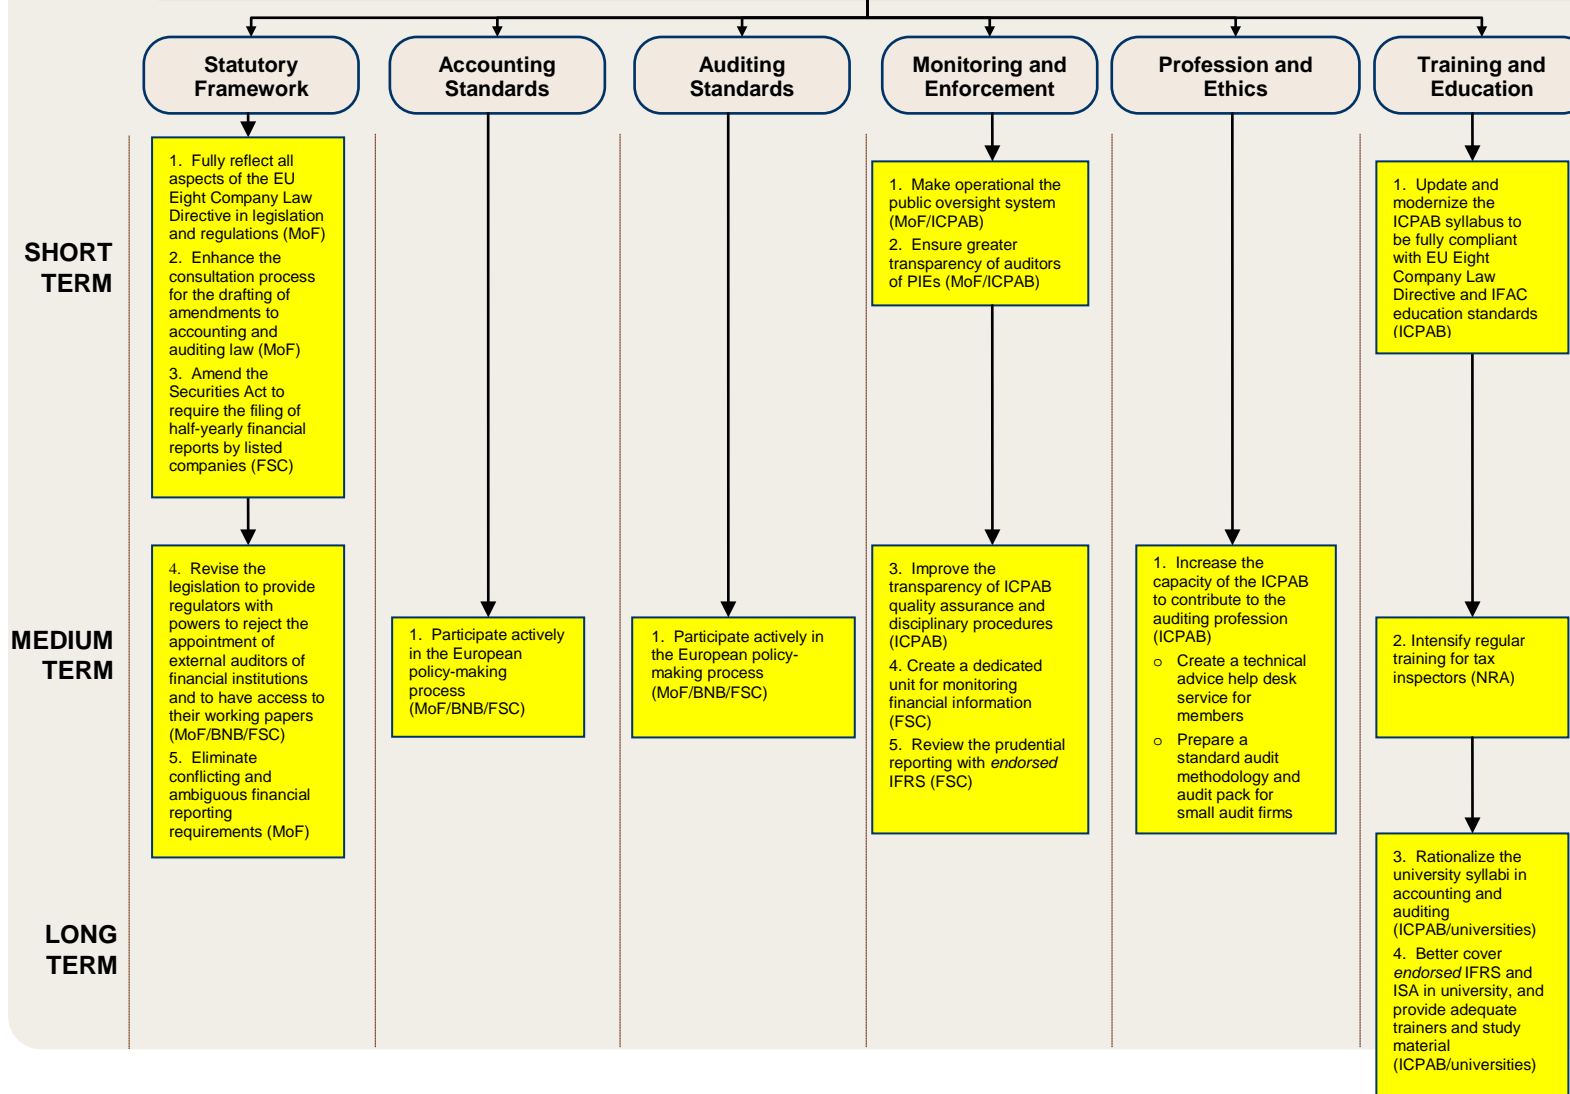 Statutory
Framework
Accounting
Standards
Auditing
Standards
Monitoring and
Enforcement
Profession and
Ethics
Training and
Education
SHORT
TERM
1. Fully reflect all
aspects of the EU
Eight Company Law
Directive in legislation
and regulations (MoF)
2. Enhance the
consultation process
for the drafting of
amendments to
accounting and
auditing law (MoF)
3. Amend the
Securities Act to
require the filing of
half-yearly financial
reports by listed
companies (FSC)
1. Make operational the
public oversight system
(MoF/ICPAB)
2. Ensure greater
transparency of auditors
of PIEs (MoF/ICPAB)
1. Update and
modernize the
ICPAB syllabus to
be fully compliant
with EU Eight
Company Law
Directive and IFAC
education standards
(ICPAB)
MEDIUM
TERM
4. Revise the
legislation to provide
regulators with
powers to reject the
appointment of
external auditors of
financial institutions
and to have access to
their working papers
(MoF/BNB/FSC)
5. Eliminate
conflicting and
ambiguous financial
reporting
requirements (MoF)
1. Participate actively
in the European
policy-making
process
(MoF/BNB/FSC)
1. Participate actively in
the European policy-
making process
(MoF/BNB/FSC)
3. Improve the
transparency of ICPAB
quality assurance and
disciplinary procedures
(ICPAB)
4. Create a dedicated
unit for monitoring
financial information
(FSC)
5. Review the prudential
reporting with endorsed
IFRS (FSC)
1. Increase the
capacity of the ICPAB
to contribute to the
auditing profession
(ICPAB)
o Create a technical
advice help desk
service for
members
o Prepare a
standard audit
methodology and
audit pack for
small audit firms
2. Intensify regular
training for tax
inspectors (NRA)
LONG
TERM
3. Rationalize the
university syllabi in
accounting and
auditing
(ICPAB/universities)
4. Better cover
endorsed IFRS and
ISA in university, and
provide adequate
trainers and study
material
(ICPAB/universities)